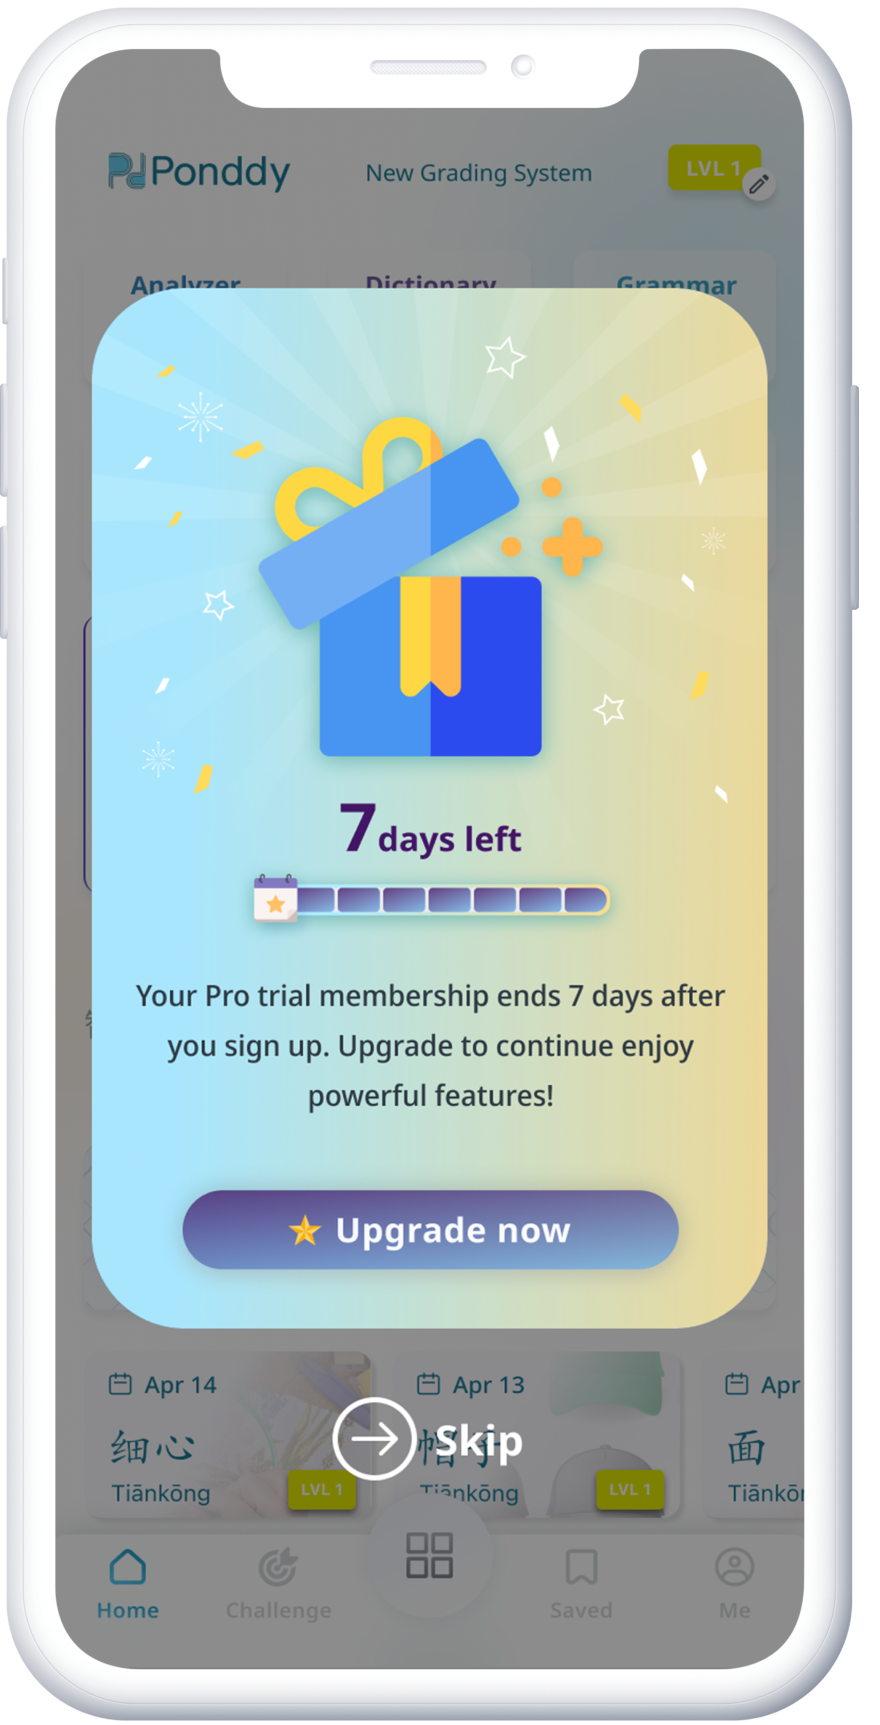 Ponddy
New Grading System
LVL 1
Analyzer
Dictionary
Grammar
7 days left
Your Pro trial membership ends 7 days after
you sign up. Upgrade to continue enjoy
powerful features!
Upgrade now
Apr 14
Apr 13
Apr
细心
帽子
面
Skip
Tiānkōng
LVL 1
Tiānkōng
LVL 1
Home
Challenge
Saved
Me